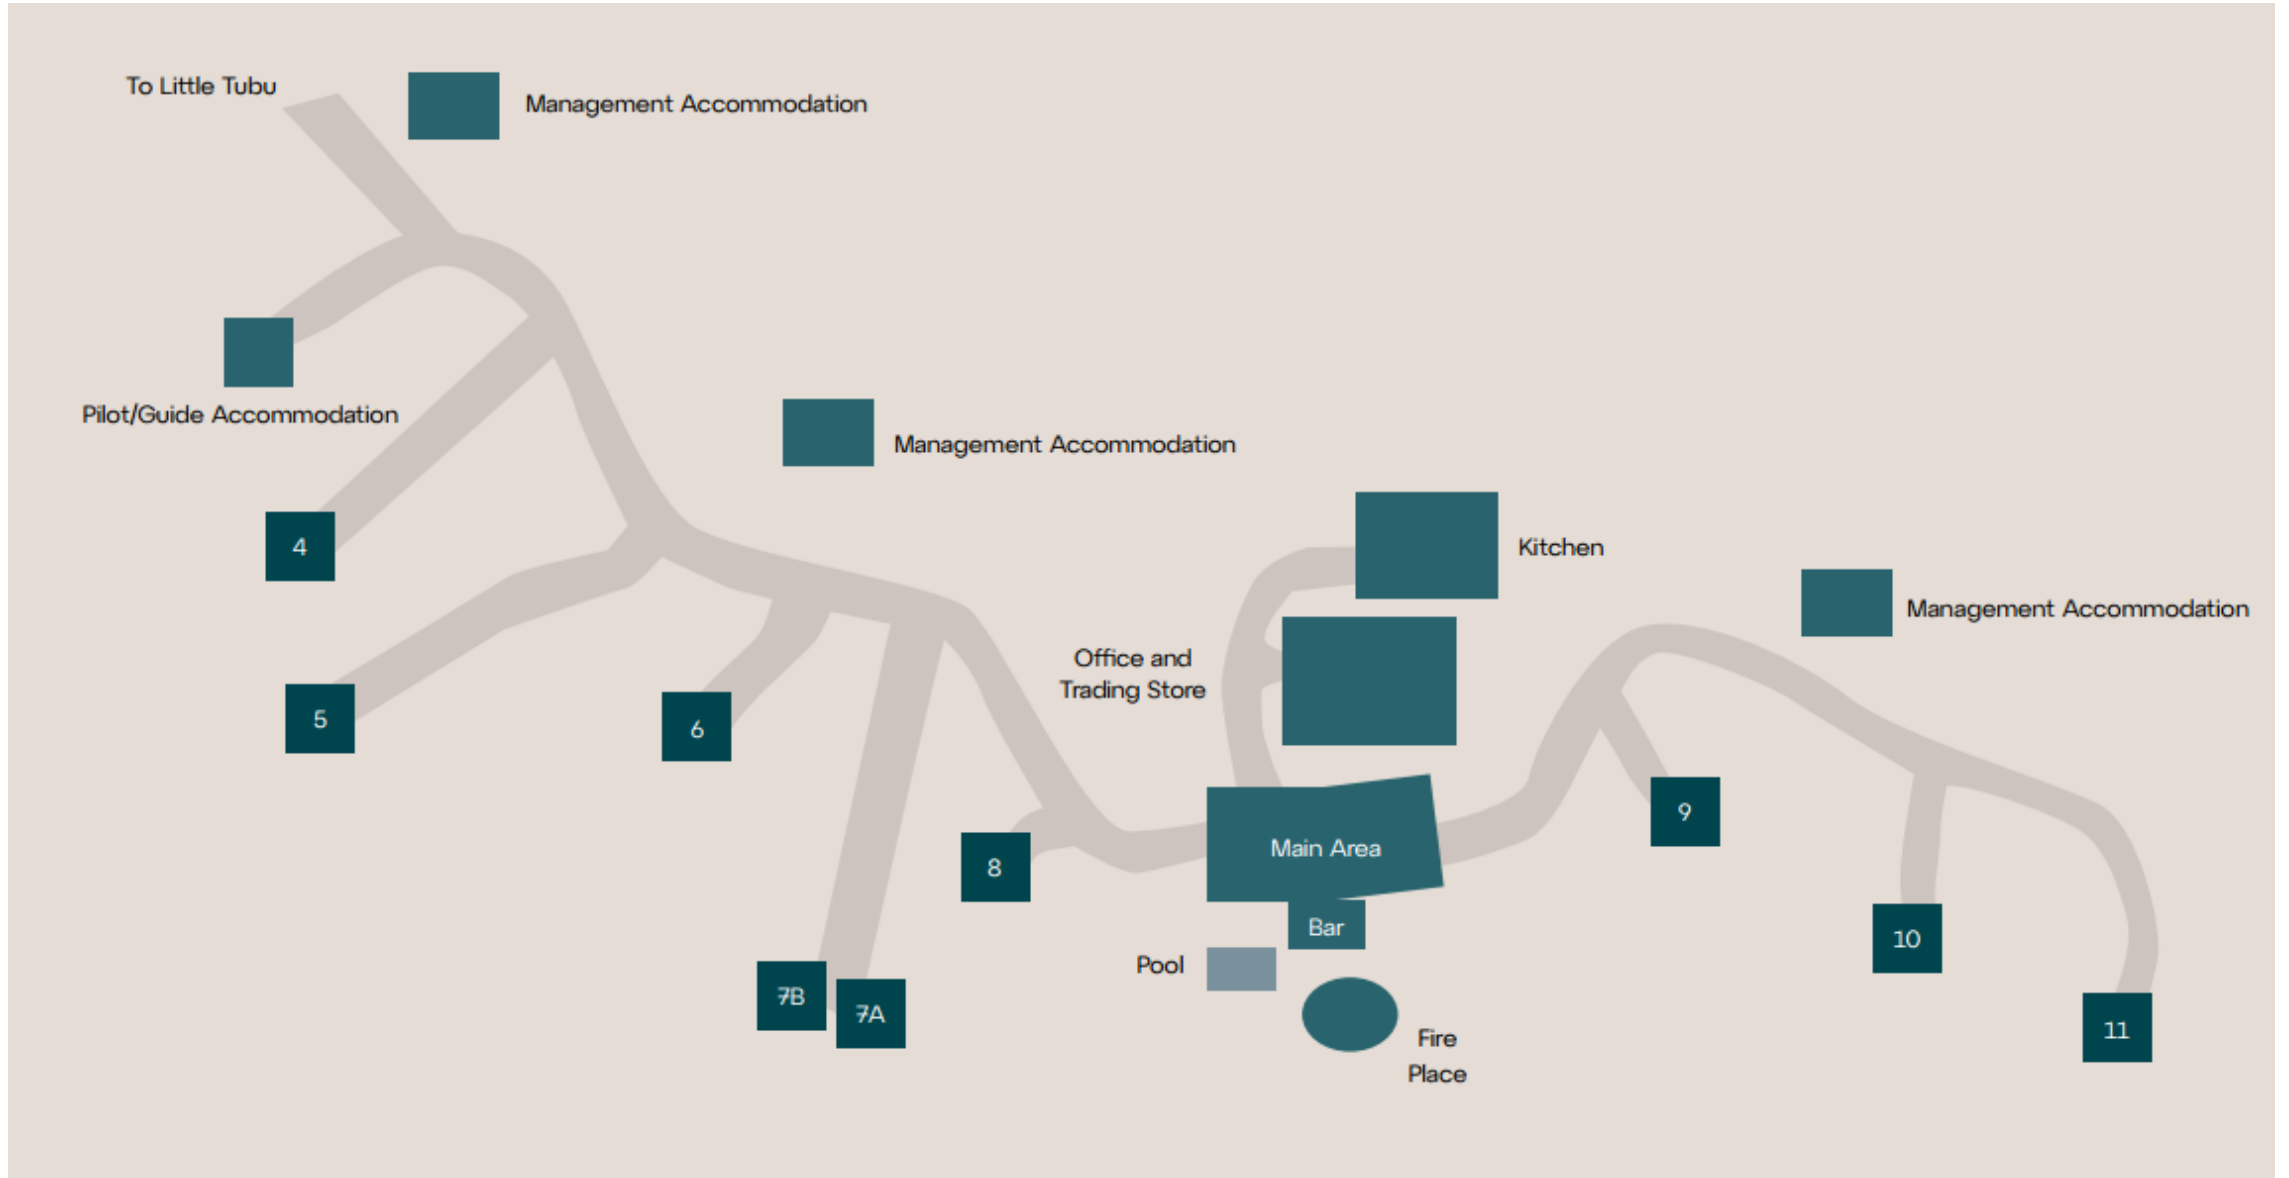 To Little Tubu
Management Accommodation
Pilot/Guide Accommodation
Management Accommodation
4
Kitchen
Management Accommodation
Office and
Trading Store
5
6
9
Main Area
8
Bar
10
Pool
7B
7A
11
Fire
Place